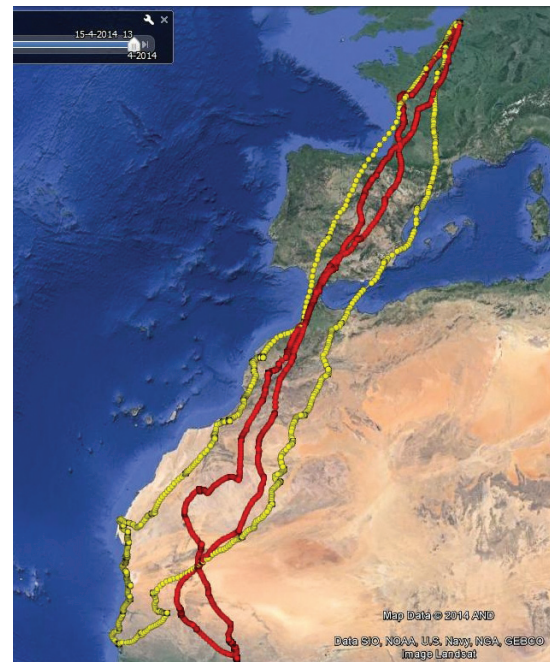 15-4-2014 13
4-2014
Map Data © 2014 AND
Data SIO, NOAA, U.S. Navy, NGA, GEBCO
Image Landsat